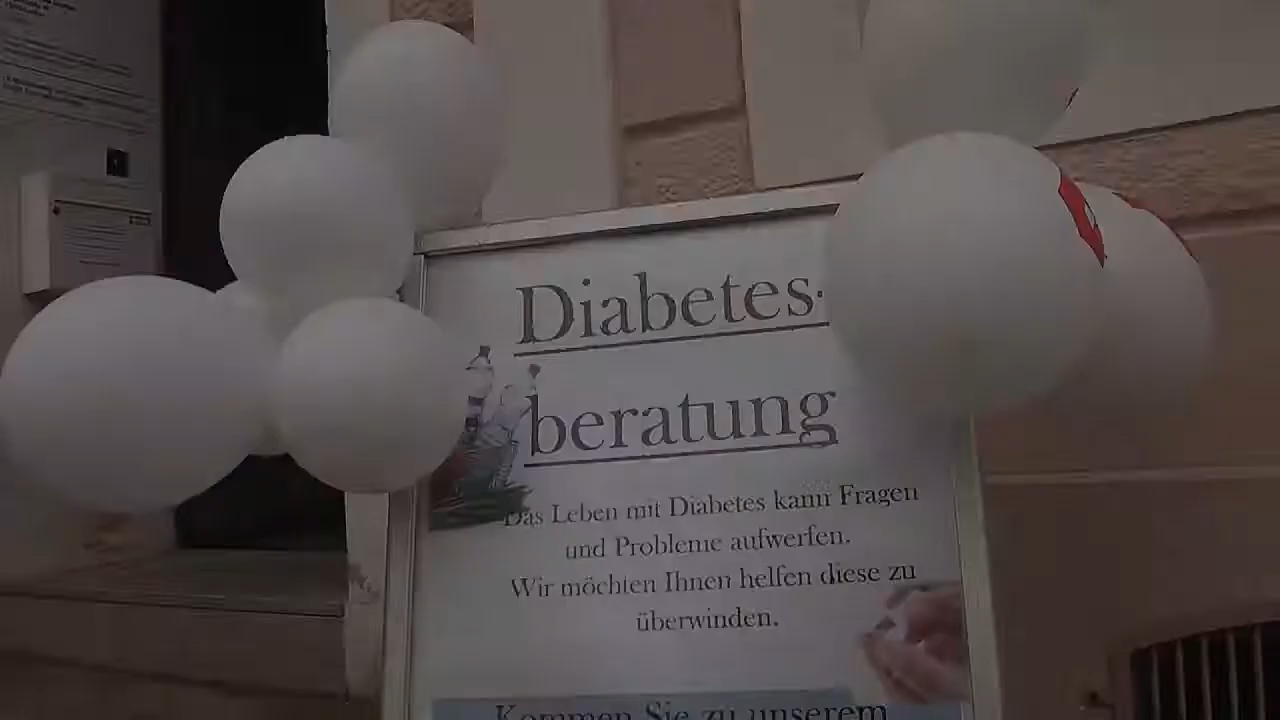 Diabetes-
beratung
Das Leben mit Diabetes kann Fragen
und Probleme aufwerfen.
Wir möchten Ihnen helfen diese zu
überwinden.
Kommen Sie zu unserem